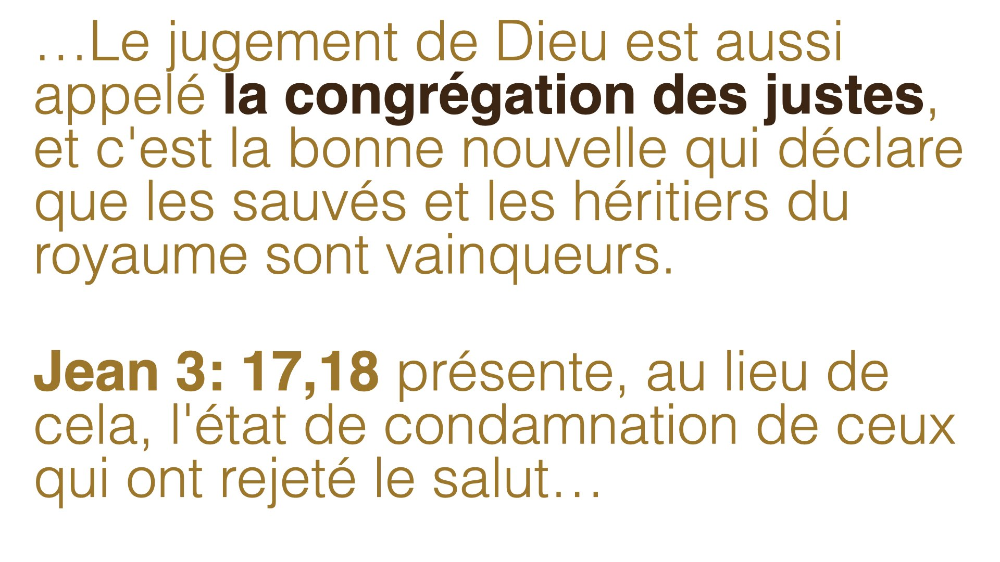 …Le jugement de Dieu est aussi
appelé la congrégation des justes,
et c'est la bonne nouvelle qui déclare
que les sauvés et les héritiers du
royaume sont vainqueurs.
Jean 3: 17,18 présente, au lieu de
cela, l'état de condamnation de ceux
qui ont rejeté le salut…